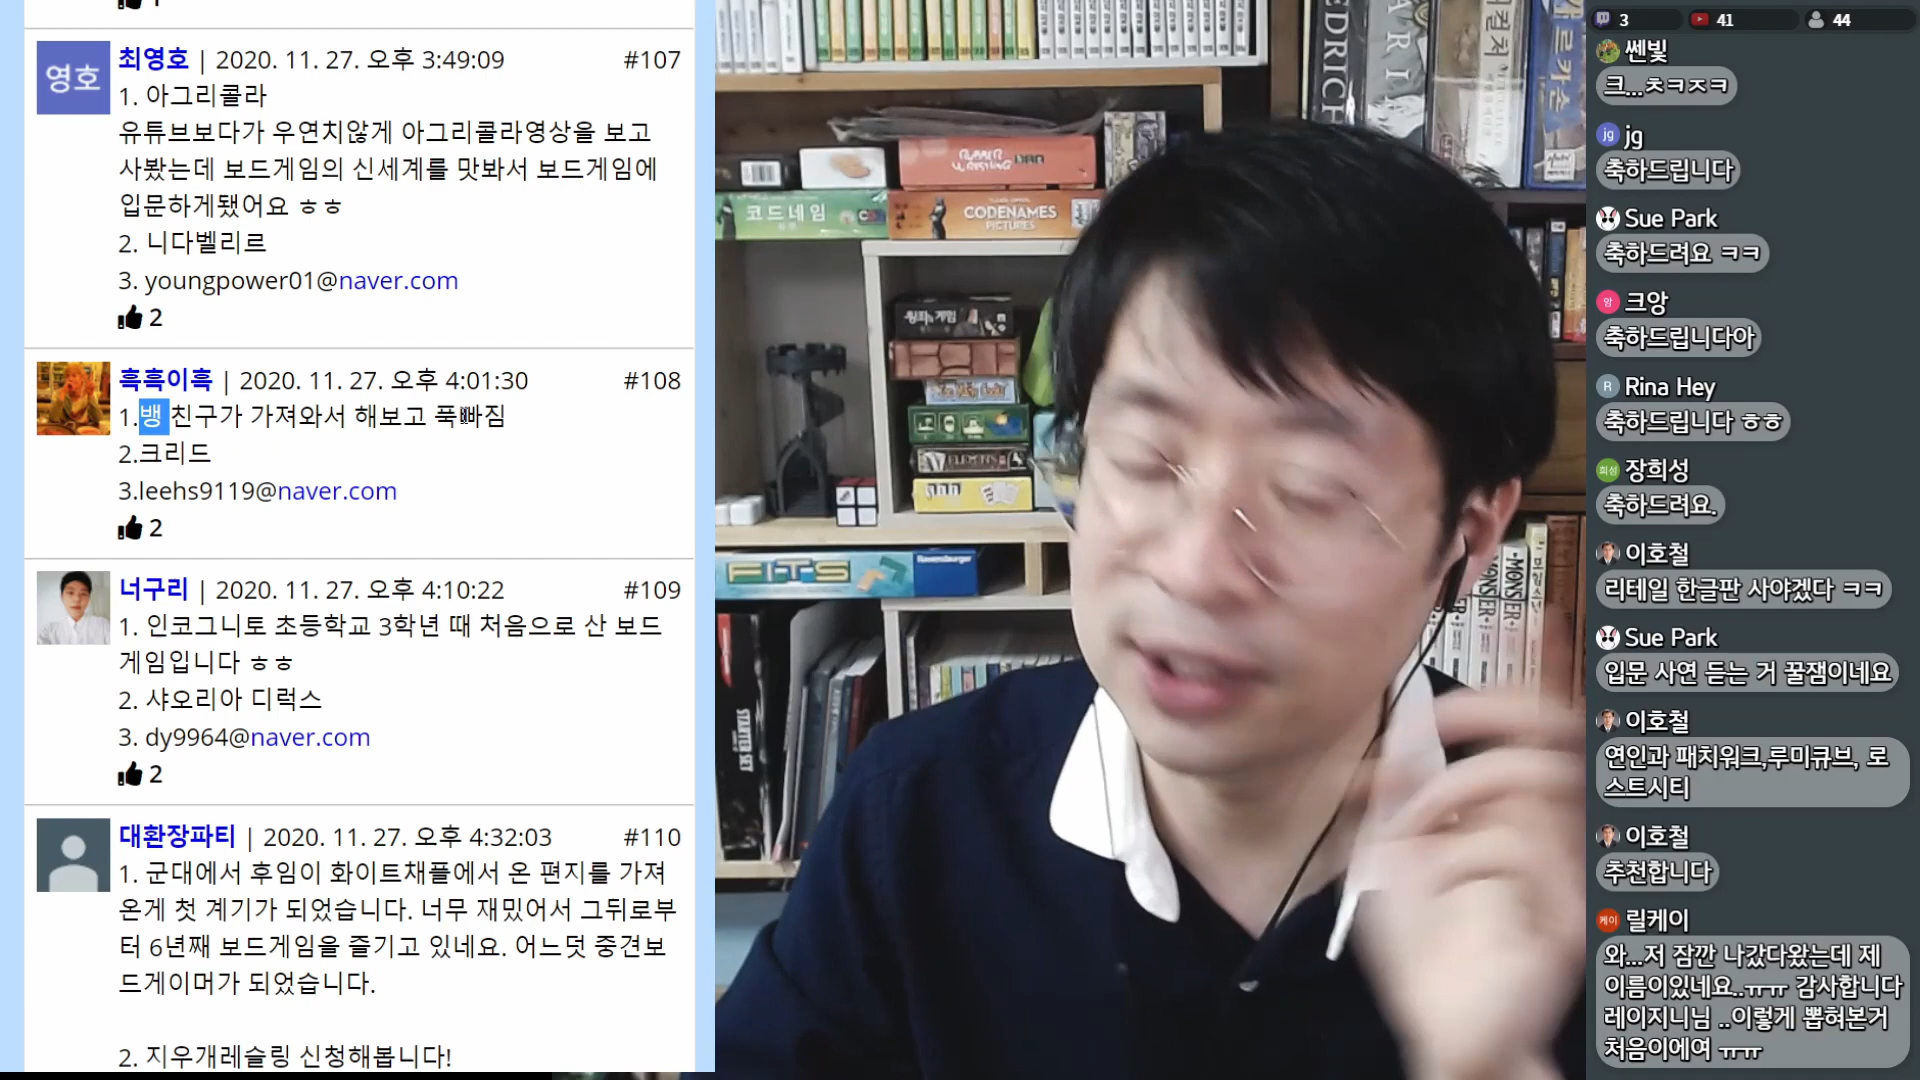 최영호 | 2020. 11. 27. 오후 3:49:09 #107
영호
1. 아그리콜라
유튜브보다가 우연치않게 아그리콜라영상을 보고
사봤는데 보드게임의 신세계를 맛봐서 보드게임에
입문하게됐어요 ㅎㅎ
2. 니다벨리르
3. youngpower01@naver.com
2
흑흑이흑 | 2020. 11. 27. 오후 4:01:30 #108
1.뱅 친구가 가져와서 해보고 푹빠짐
2.크리드
3.leehs9119@naver.com
2
너구리 | 2020. 11. 27. 오후 4:10:22 #109
1. 인코그니토 초등학교 3학년 때 처음으로 산 보드
게임입니다 ㅎㅎ
2. 샤오리아 디럭스
3. dy9964@naver.com
2
대환장파티 | 2020. 11. 27. 오후 4:32:03 #110
1. 군대에서 후임이 화이트채플에서 온 편지를 가져
온게 첫 계기가 되었습니다. 너무 재밌어서 그뒤로부
터 6년째 보드게임을 즐기고 있네요. 어느덧 중견보
드게이머가 되었습니다.
2. 지우개레슬링 신청해봅니다!
코드네임
CODENAMES
PICTURES
FITS
Ravensburger
STARTER SET
MONSTER
3 41 44
쎈빛
크...ㅊㅋㅈㅋ
jg jg
축하드립니다
Sue Park
축하드려요 ㅋㅋ
암 크앙
축하드립니다아
R Rina Hey
축하드립니다 ㅎㅎ
희성 장희성
축하드려요.
이호철
리테일 한글판 사야겠다 ㅋㅋ
Sue Park
입문 사연 듣는 거 꿀잼이네요
이호철
연인과 패치워크,루미큐브, 로
스트시티
이호철
추천합니다
케이 릴케이
와...저 잠깐 나갔다왔는데 제
이름이있네요..ㅠㅠ 감사합니다
레이지니님 ..이렇게 뽑혀본거
처음이에여 ㅠㅠ